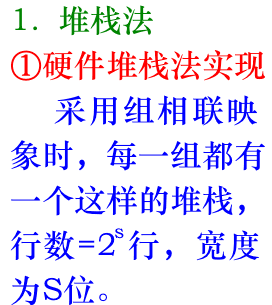 1. 堆栈法
①硬件堆栈法实现
采用组相联映
象时，每一组都有
一个这样的堆栈，
行数=2ˢ行，宽度
为S位。